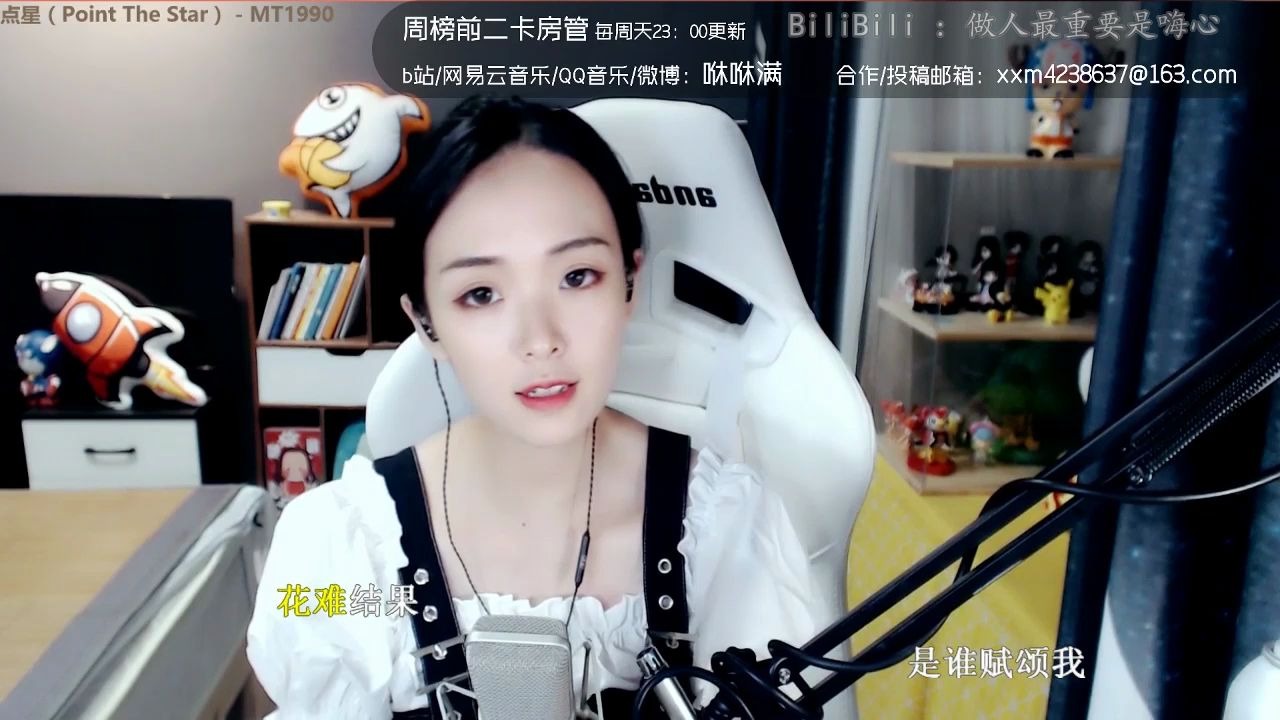 点星（Point The Star） - MT1990
周榜前二卡房管 每周天23：00更新
BiliBili ：做人最重要是嗨心
b站/网易云音乐/QQ音乐/微博：咻咻满
合作/投稿邮箱：xxm4238637@163.com
花难结果
是谁赋颂我